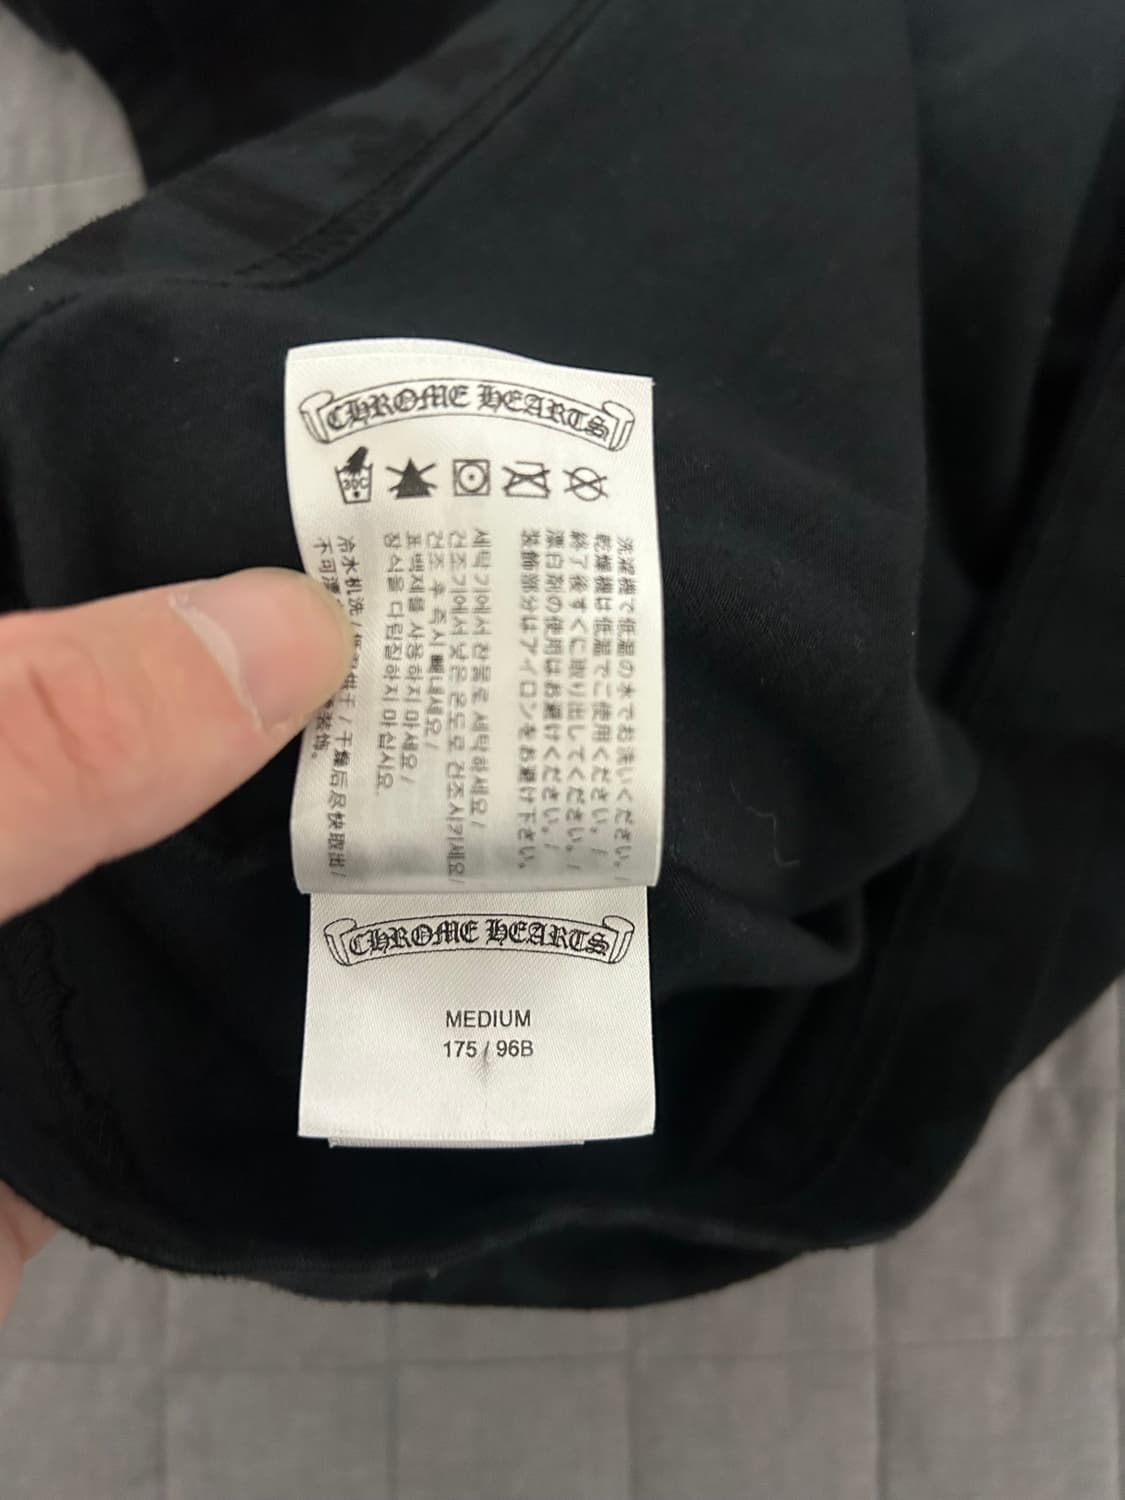 CHROME HEARTS
30C
洗濯機で低温の水でお洗いください。/
乾燥機は低温でご使用ください。/
終了後すぐに取り出してください。/
漂白剤の使用はお避けください。/
装飾部分はアイロンをお避け下さい。
세탁기에서 찬물로 세탁하세요/
건조기에서 낮은 온도로 건조시키세요/
건조 후 즉시 빼내세요/
표백제를 사용하지 마세요/
장식을 다림질하지 마십시요.
冷水机洗/ 烘干 / 干燥后尽快取出/
不可漂 装饰。
CHROME HEARTS
MEDIUM
175 / 96B